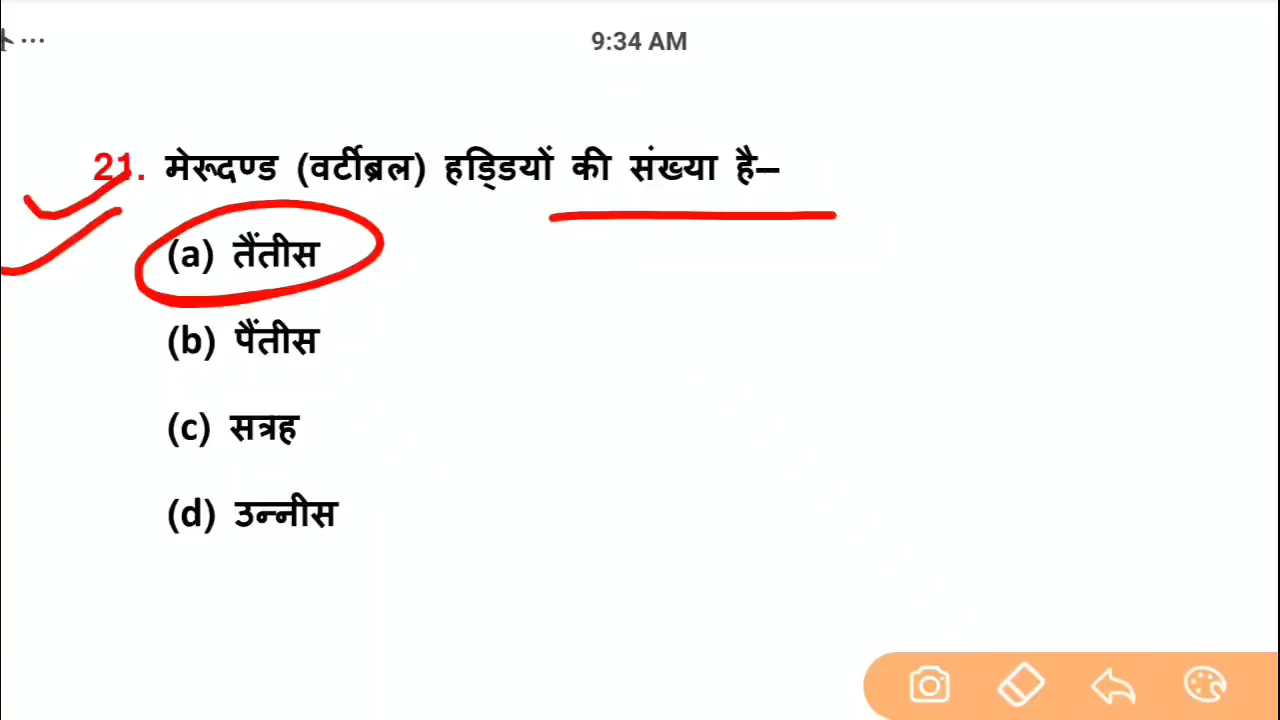 9:34 AM
21. मेरूदण्ड (वर्टीब्रल) हड्डियों की संख्या है–
(a) तैंतीस
(b) पैंतीस
(c) सत्रह
(d) उन्नीस